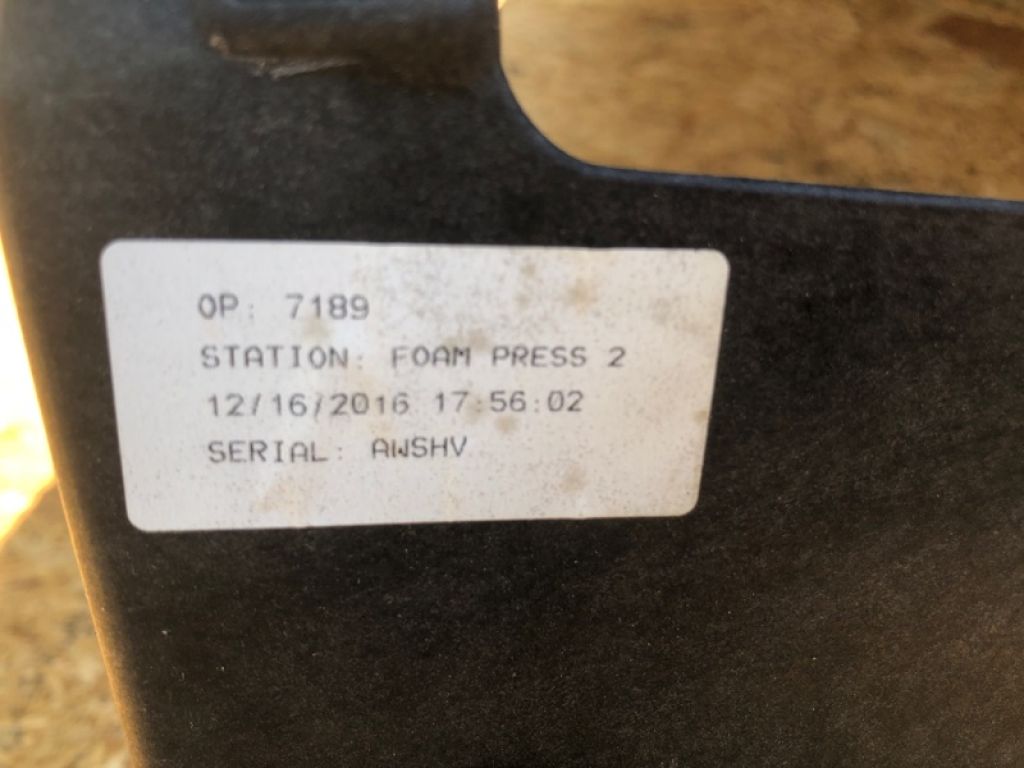 OP: 7189
STATION: FOAM PRESS 2
12/16/2016 17:56:02
SERIAL: AWSHV